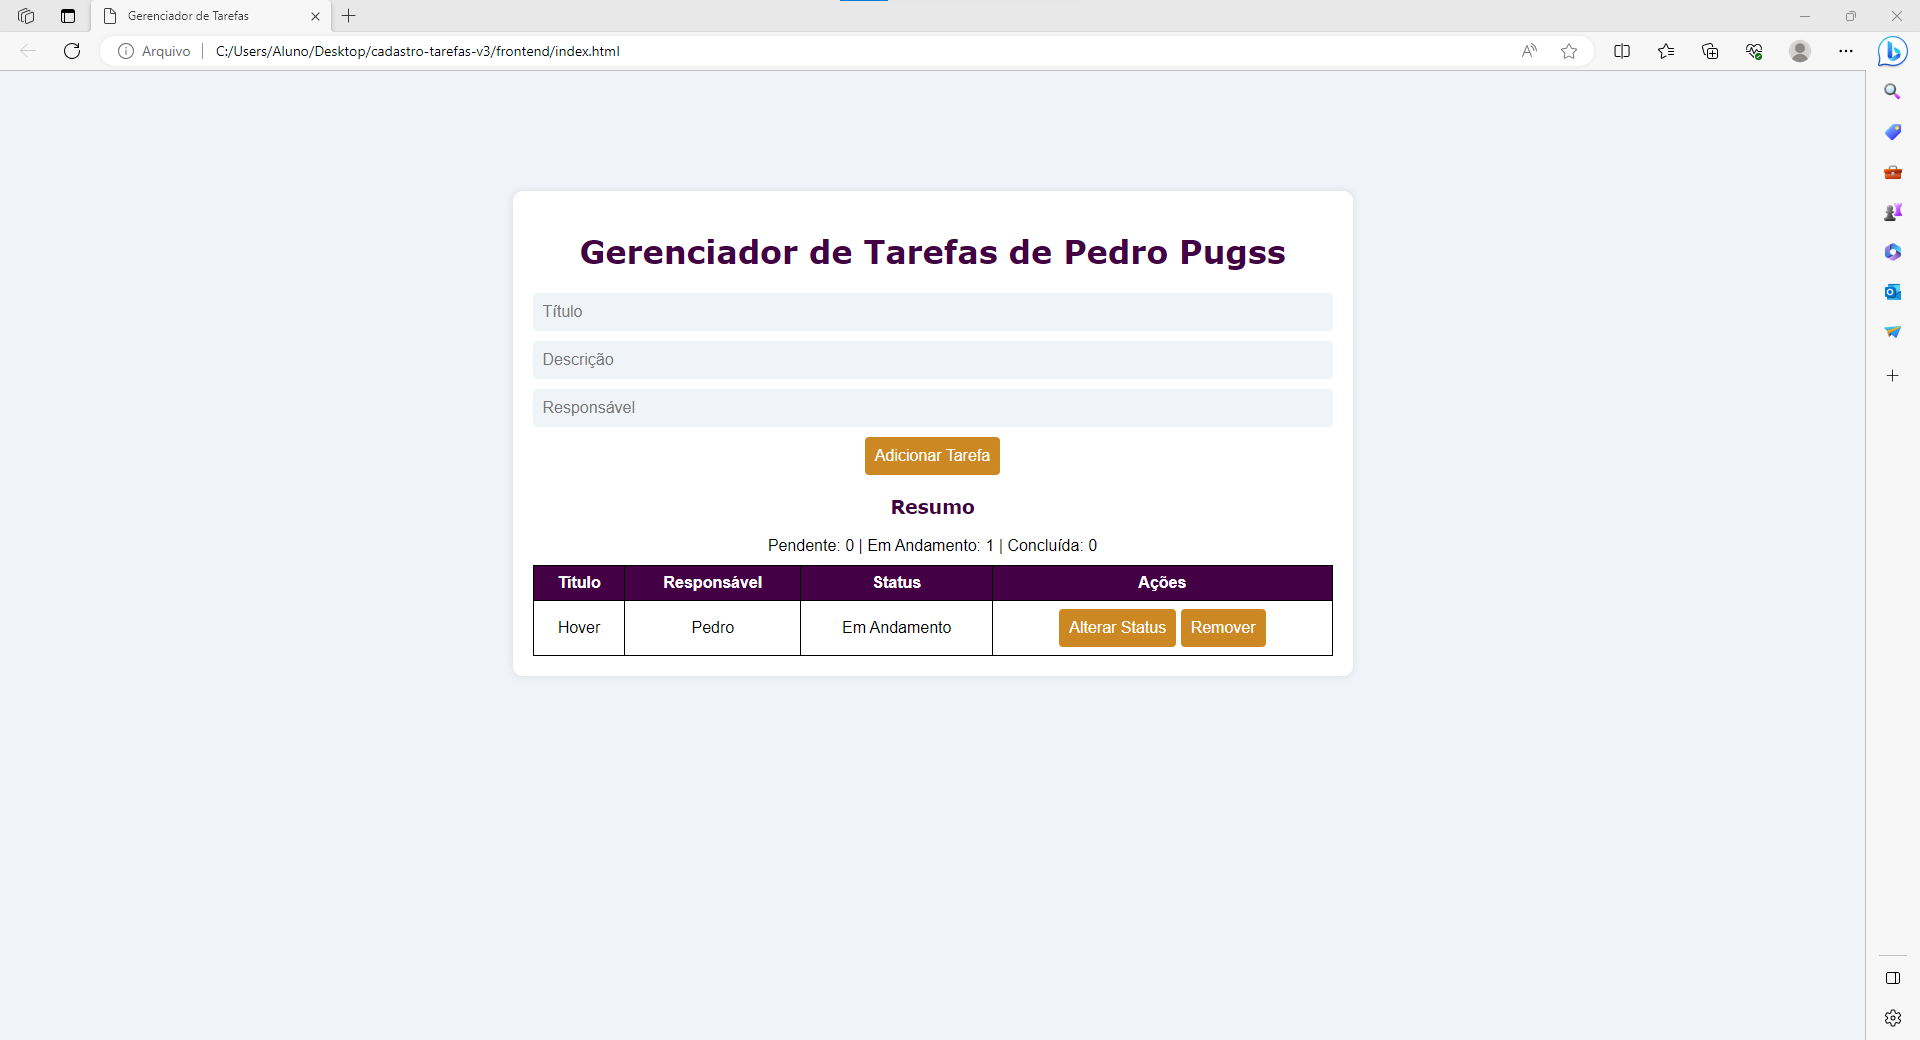 Gerenciador de Tarefas
Arquivo C:/Users/Aluno/Desktop/cadastro-tarefas-v3/frontend/index.html
Gerenciador de Tarefas de Pedro Pugss
Título
Descrição
Responsável
Adicionar Tarefa
Resumo
Pendente: 0 | Em Andamento: 1 | Concluída: 0
Título Responsável Status Ações
Hover Pedro Em Andamento Alterar Status Remover